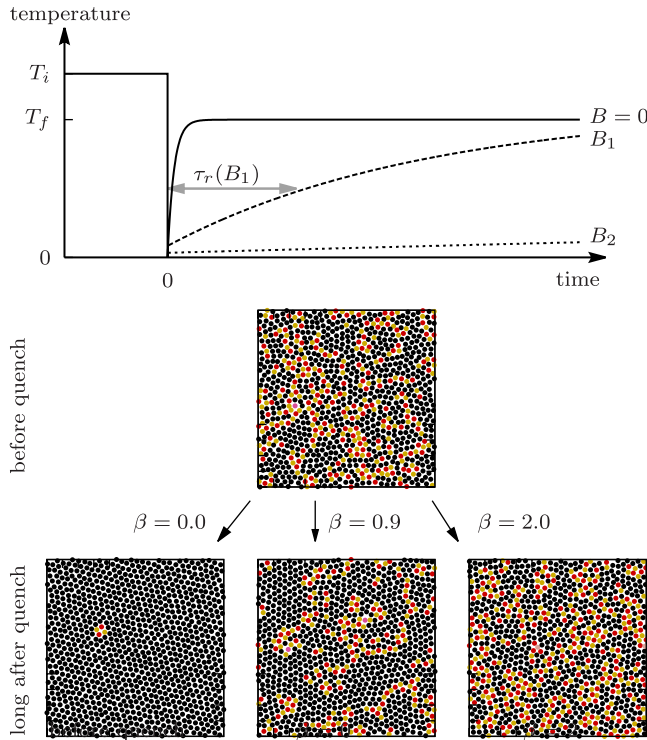 temperature
T_i
T_f
B = 0
B_1
τ_r(B_1)
B_2
0
0
time
before quench
β = 0.0
β = 0.9
β = 2.0
long after quench